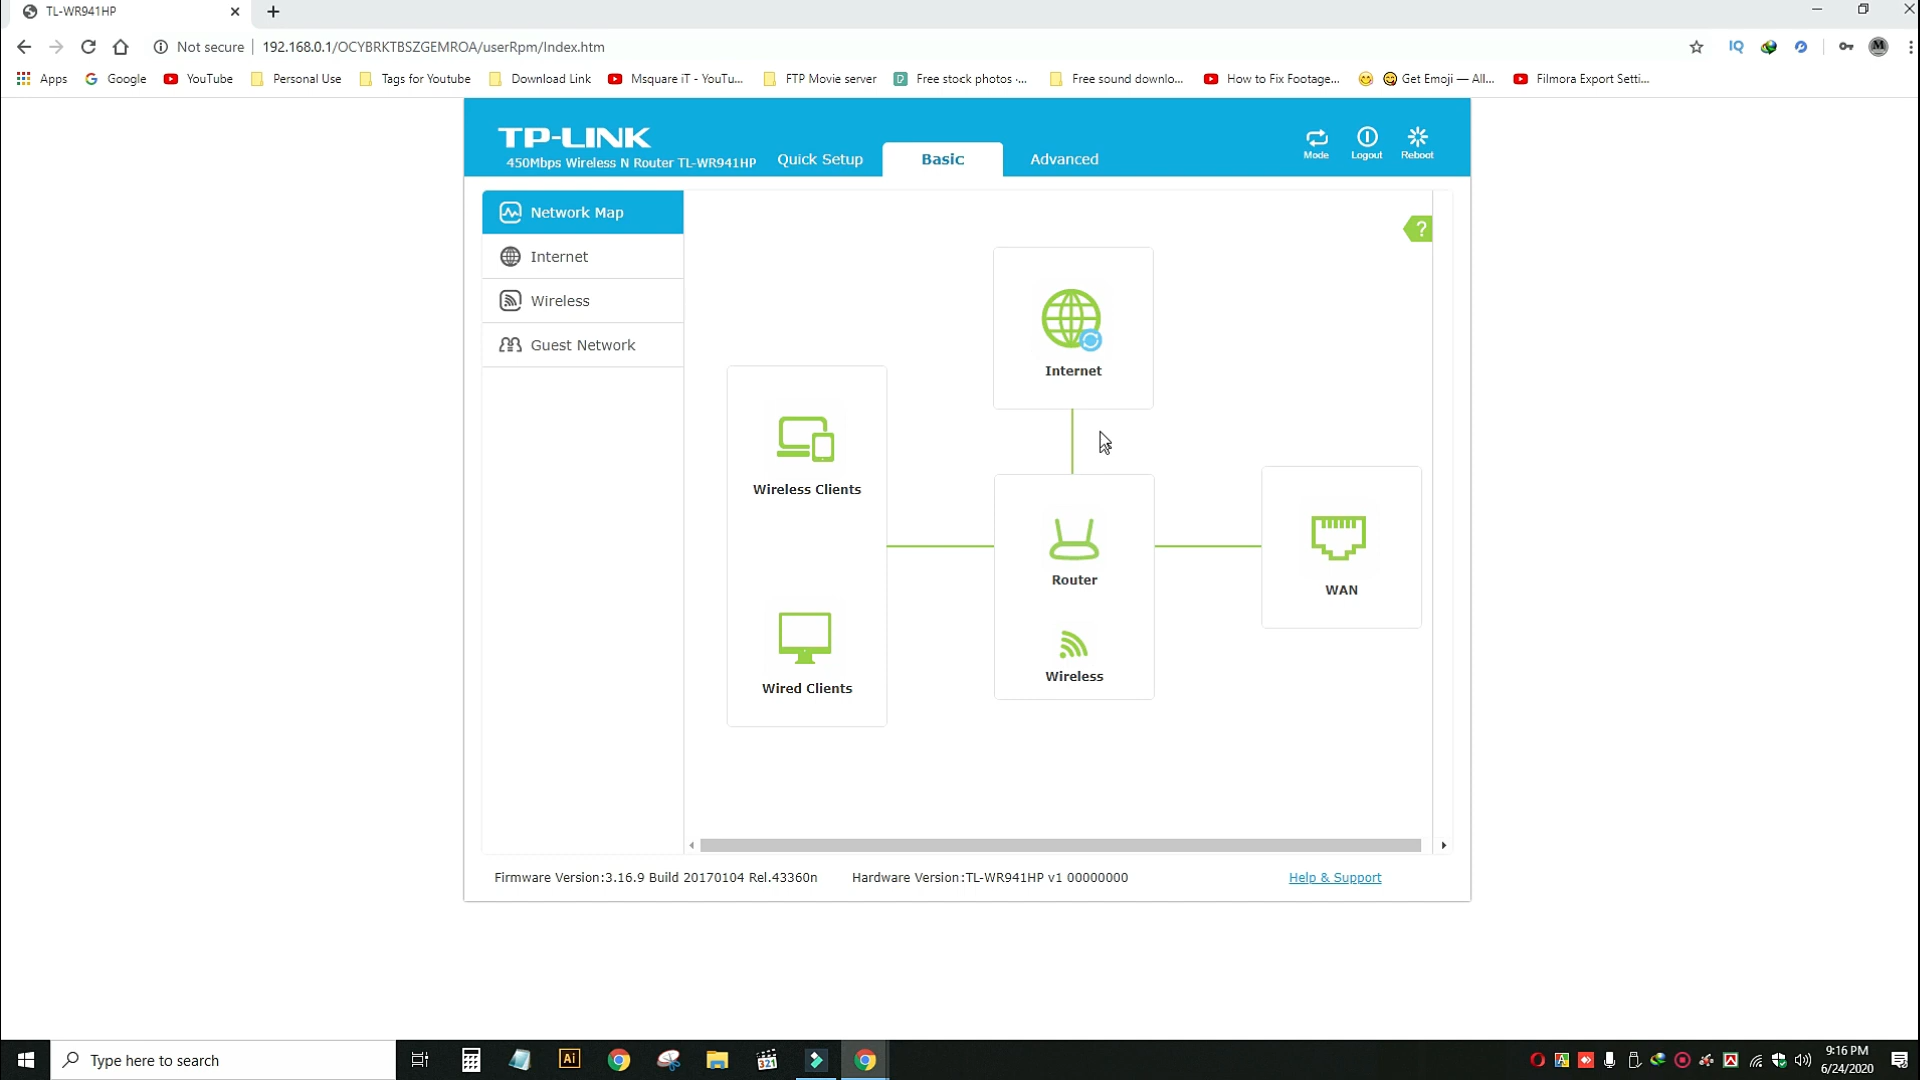 TL-WR941HP
Not secure 192.168.0.1/OCYBRKTBSZGEMROA/userRpm/Index.htm
IQ M
Apps Google YouTube Personal Use Tags for Youtube Download Link Msquare iT - YouTu... FTP Movie server Free stock photos ·... Free sound downlo... How to Fix Footage... Get Emoji — All... Filmora Export Setti...
TP-LINK
450Mbps Wireless N Router TL-WR941HP
Quick Setup Basic Advanced
Mode Logout Reboot
Network Map
Internet
Wireless
Guest Network
?
Internet
Wireless Clients
Wired Clients
Router
Wireless
WAN
Firmware Version:3.16.9 Build 20170104 Rel.43360n Hardware Version:TL-WR941HP v1 00000000 Help & Support
Type here to search
Ai
321
9:16 PM
6/24/2020